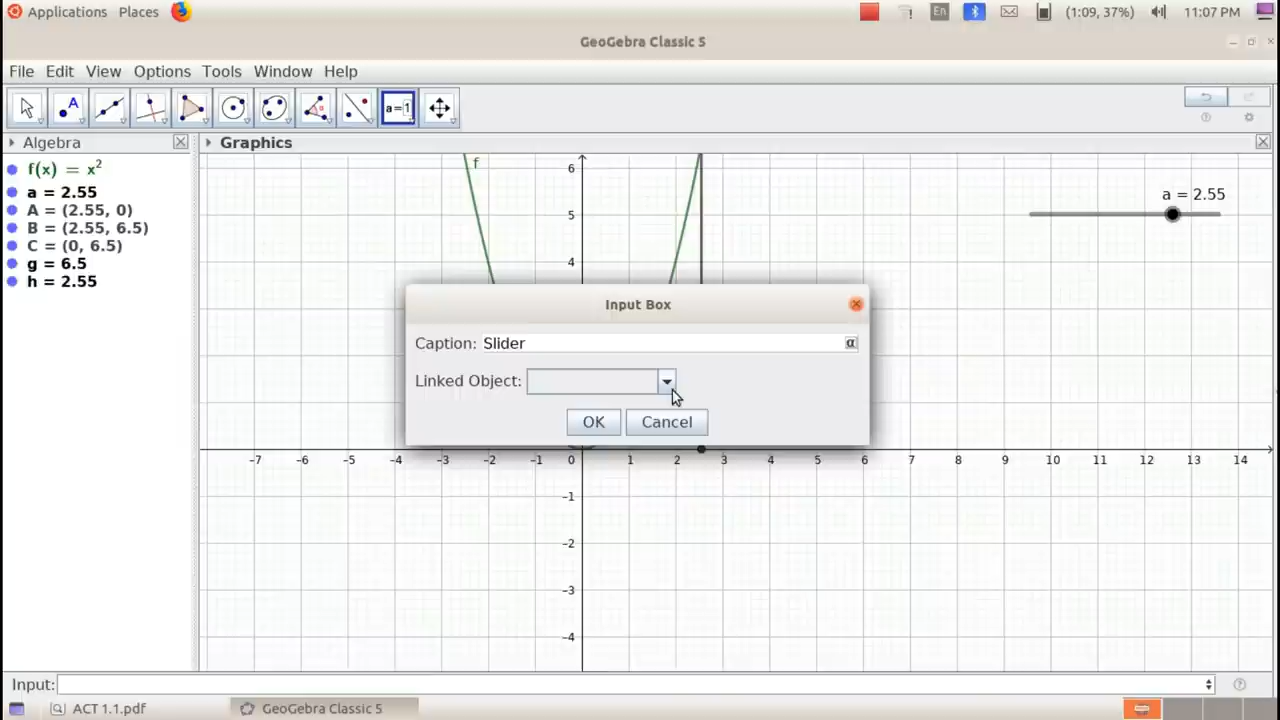 Applications Places En (1:09, 37%) 11:07 PM
GeoGebra Classic 5
File Edit View Options Tools Window Help
A a=1
Algebra Graphics
f(x) = x²
a = 2.55
A = (2.55, 0)
B = (2.55, 6.5)
C = (0, 6.5)
g = 6.5
h = 2.55
f
a = 2.55
6
5
4
Input Box
Caption: Slider α
Linked Object:
OK Cancel
-7 -6 -5 -4 -3 -2 -1 0 1 2 3 4 5 6 7 8 9 10 11 12 13 14
-1
-2
-3
-4
Input:
ACT 1.1.pdf GeoGebra Classic 5